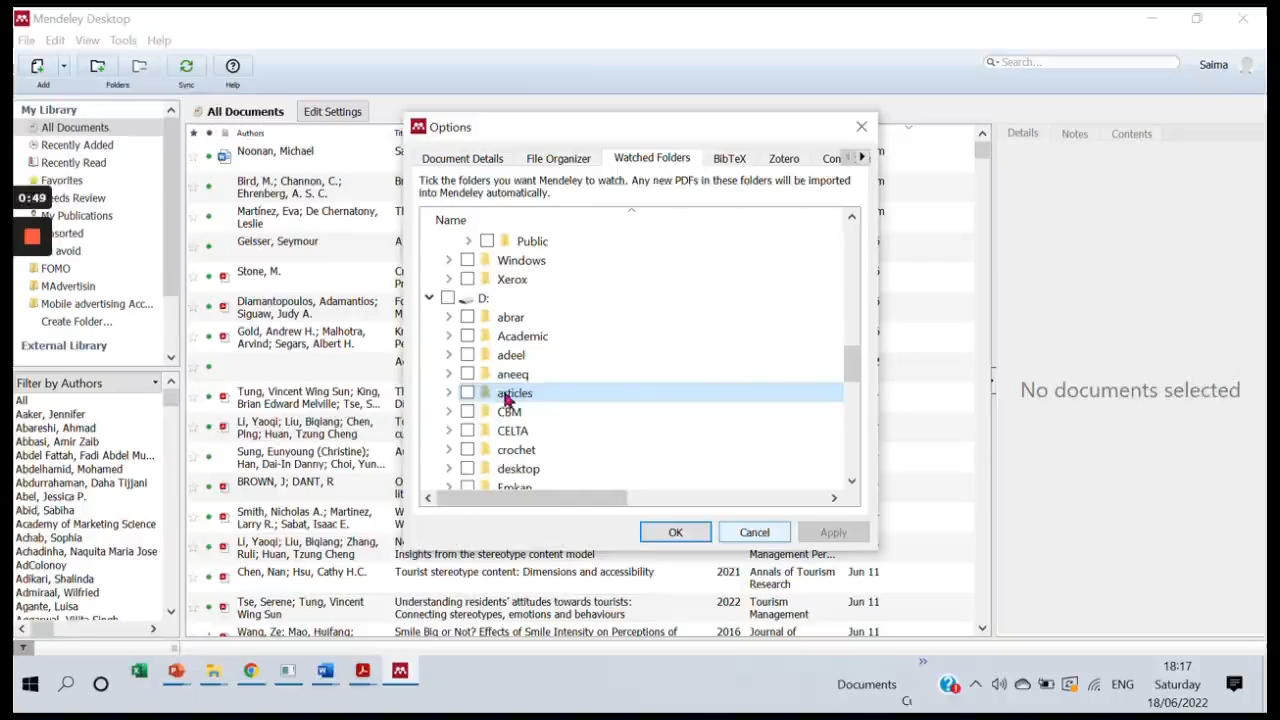 Mendeley Desktop
File Edit View Tools Help
Search...
Saima
Add Folders Sync Help
My Library
All Documents
Recently Added
Recently Read
Favorites
eeds Review
My Publications
sorted
avoid
FOMO
MAdvertisin
Mobile advertising Acc...
Create Folder...
External Library
0:49
Filter by Authors
All
Aaker, Jennifer
Abareshi, Ahmad
Abbasi, Amir Zaib
Abdel Fattah, Fadi Abdel Mu...
Abdelhamid, Mohamed
Abdurrahaman, Daha Tijjani
Abel, Jessica P.
Abid, Sabiha
Academy of Marketing Science
Achab, Sophia
Achadinha, Naquita Maria Jose
AdColony
Adikari, Shalinda
Admiraal, Wilfried
Agante, Luisa
All Documents Edit Settings
Authors
Noonan, Michael
Bird, M.; Channon, C.;
Ehrenberg, A. S. C.
Martínez, Eva; De Chernatony,
Leslie
Geisser, Seymour
Stone, M.
Diamantopoulos, Adamantios;
Siguaw, Judy A.
Gold, Andrew H.; Malhotra,
Arvind; Segars, Albert H.
Tung, Vincent Wing Sun; King,
Brian Edward Melville; Tse, S...
Li, Yaoqi; Liu, Biqiang; Chen,
Ping; Huan, Tzung Cheng
Sung, Eunyoung (Christine);
Han, Dai-In Danny; Choi, Yun...
BROWN, J; DANT, R
Smith, Nicholas A.; Martinez,
Larry R.; Sabat, Isaac E.
Li, Yaoqi; Liu, Biqiang; Zhang,
Ruli; Huan, Tzung Cheng
Insights from the stereotype content model
Management Per...
Chen, Nan; Hsu, Cathy H.C. Tourist stereotype content: Dimensions and accessibility 2021 Annals of Tourism Research Jun 11
Tse, Serene; Tung, Vincent Wing Sun Understanding residents' attitudes towards tourists: Connecting stereotypes, emotions and behaviours 2022 Tourism Management Jun 11
Wang, Ze; Mao, Huifang; Smile Big or Not? Effects of Smile Intensity on Perceptions of 2016 Journal of Jun 11
Options
Document Details File Organizer Watched Folders BibTeX Zotero Con
Tick the folders you want Mendeley to watch. Any new PDFs in these folders will be imported
into Mendeley automatically.
Name
Public
Windows
Xerox
D:
abrar
Academic
adeel
aneeq
articles
CBM
CELTA
crochet
desktop
Emkan
OK Cancel Apply
Details Notes Contents
No documents selected
Documents
ENG
18:17
Saturday
18/06/2022